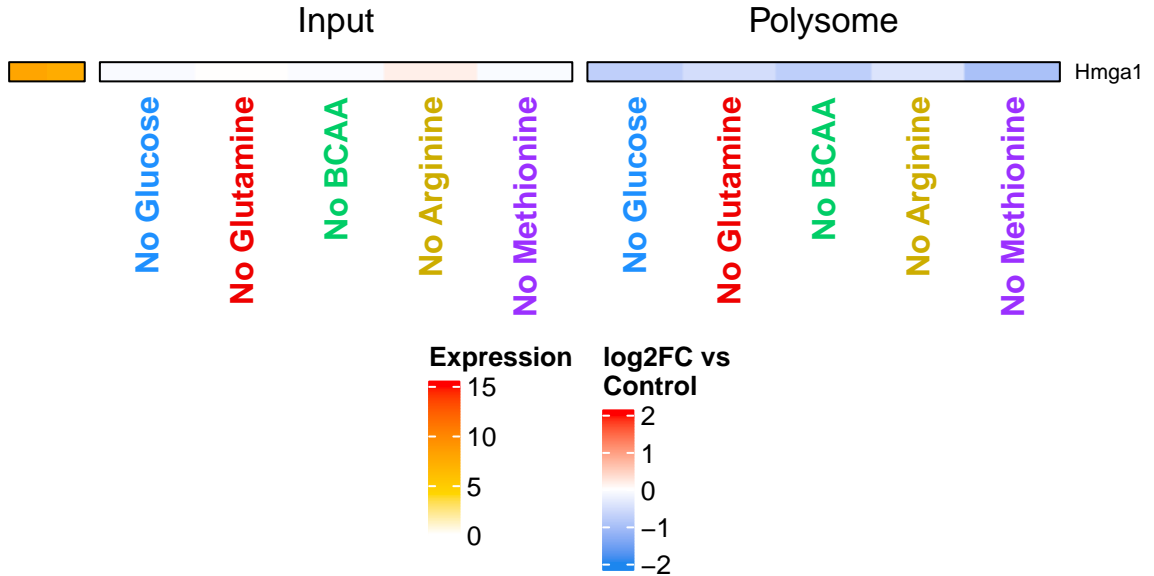 Input
Polysome
Hmga1
No Glucose
No Glutamine
No BCAA
No Arginine
No Methionine
No Glucose
No Glutamine
No BCAA
No Arginine
No Methionine
Expression
15
10
5
0
log2FC vs
Control
2
1
0
−1
−2